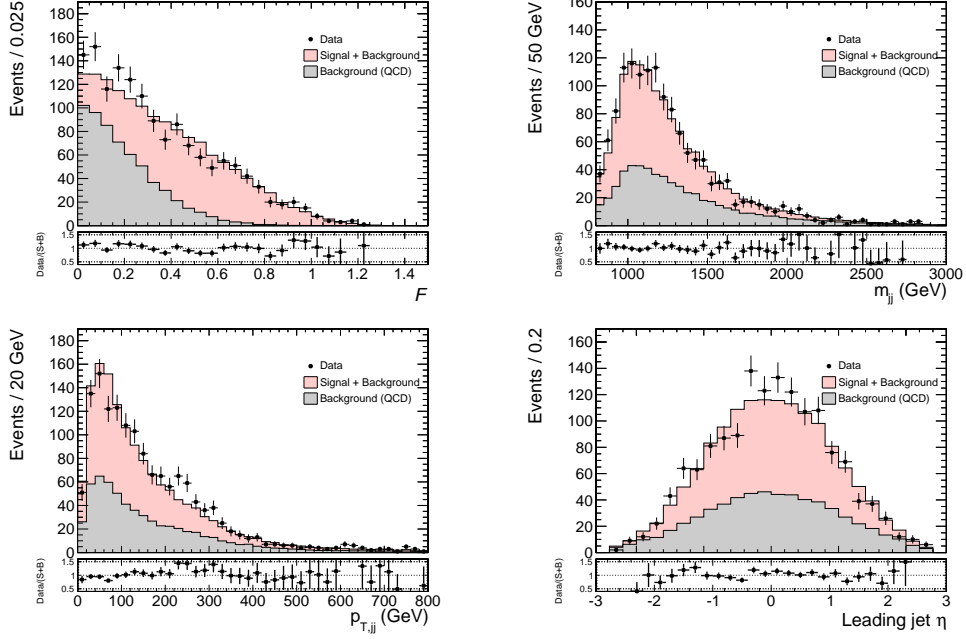 Events / 0.025
180
160
140
120
100
80
60
40
20
0
Data
Signal + Background
Background (QCD)
Data/(S+B)
1.5
1.0
0.5
0 0.2 0.4 0.6 0.8 1 1.2 1.4
F
Events / 50 GeV
160
140
120
100
80
60
40
20
0
Data
Signal + Background
Background (QCD)
Data/(S+B)
1.5
1.0
0.5
1000 1500 2000 2500 3000
m_jj (GeV)
Events / 20 GeV
180
160
140
120
100
80
60
40
20
0
Data
Signal + Background
Background (QCD)
Data/(S+B)
1.5
1
0.5
0 100 200 300 400 500 600 700 800
p_T,jj (GeV)
Events / 0.2
180
160
140
120
100
80
60
40
20
0
Data
Signal + Background
Background (QCD)
Data/(S+B)
1.5
1
0.5
-3 -2 -1 0 1 2 3
Leading jet η